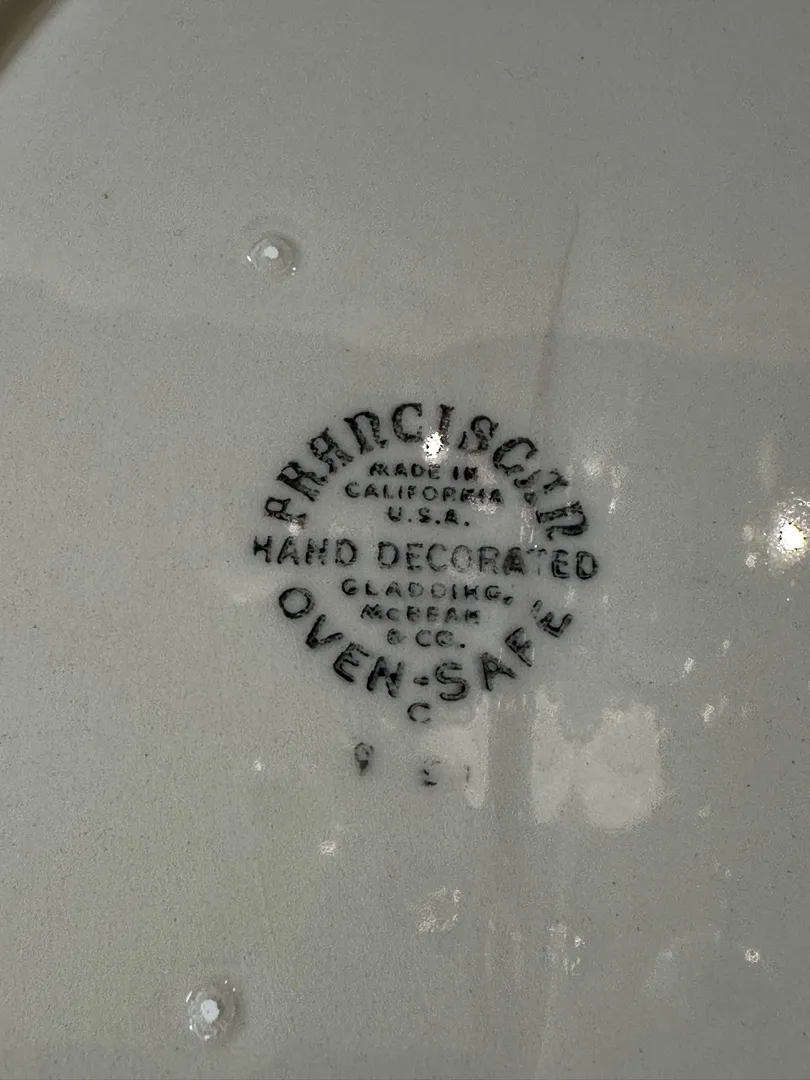 FRANCISCAN
MADE IN
CALIFORNIA
U.S.A.
HAND DECORATED
GLADDING,
McBEAN
& CO.
OVEN-SAFE
C